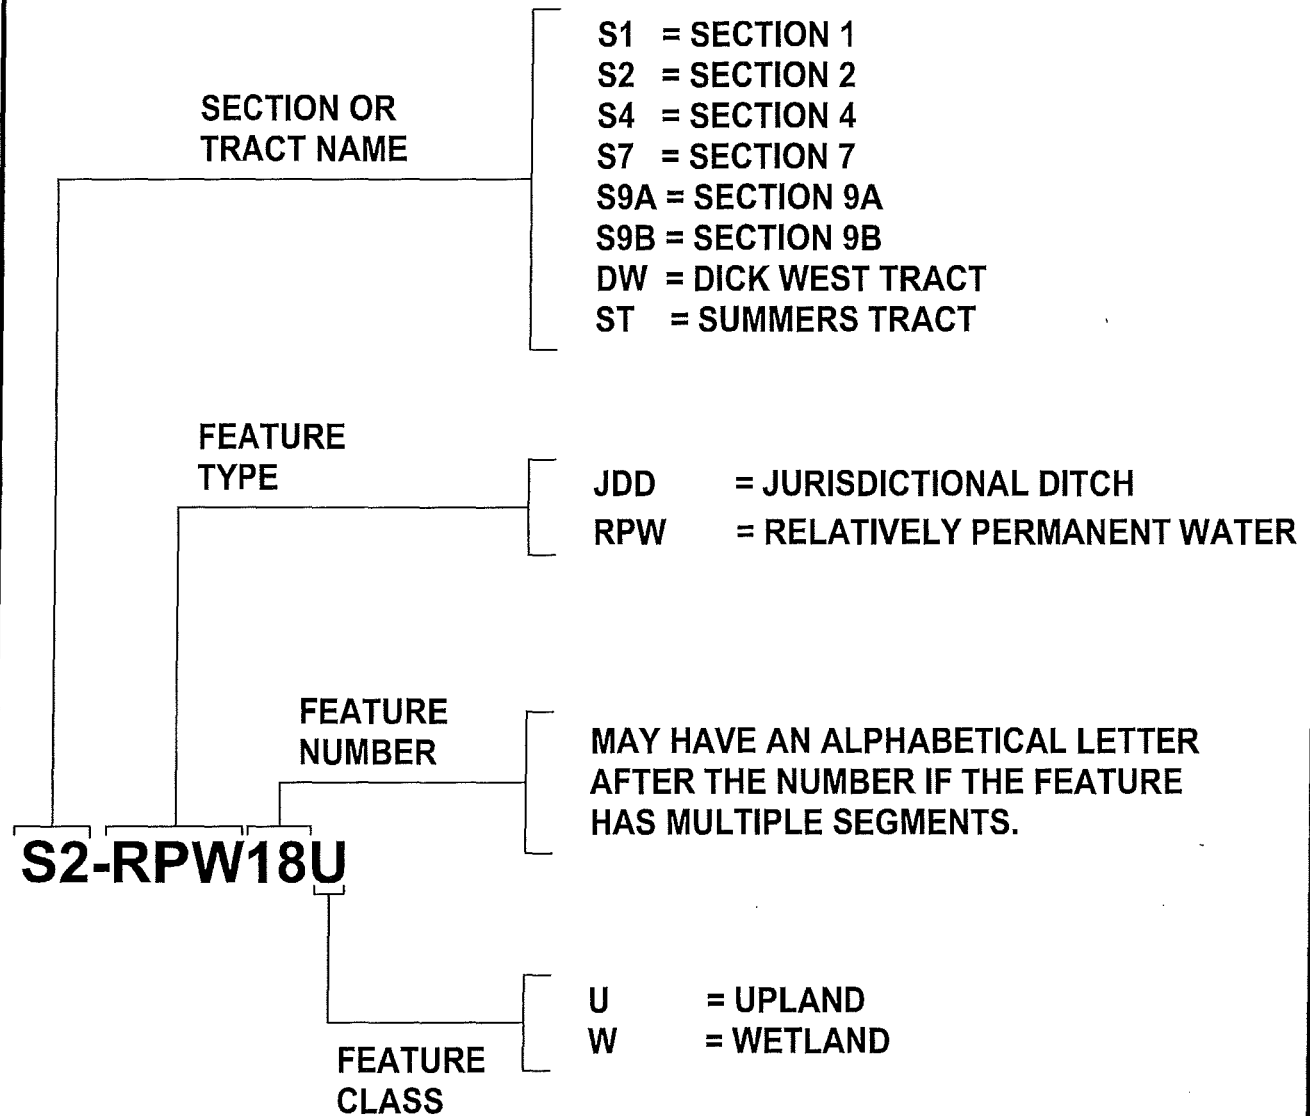 SECTION OR
TRACT NAME
S1 = SECTION 1
S2 = SECTION 2
S4 = SECTION 4
S7 = SECTION 7
S9A = SECTION 9A
S9B = SECTION 9B
DW = DICK WEST TRACT
ST = SUMMERS TRACT
FEATURE
TYPE
JDD = JURISDICTIONAL DITCH
RPW = RELATIVELY PERMANENT WATER
FEATURE
NUMBER
MAY HAVE AN ALPHABETICAL LETTER
AFTER THE NUMBER IF THE FEATURE
HAS MULTIPLE SEGMENTS.
S2-RPW18U
U = UPLAND
W = WETLAND
FEATURE
CLASS